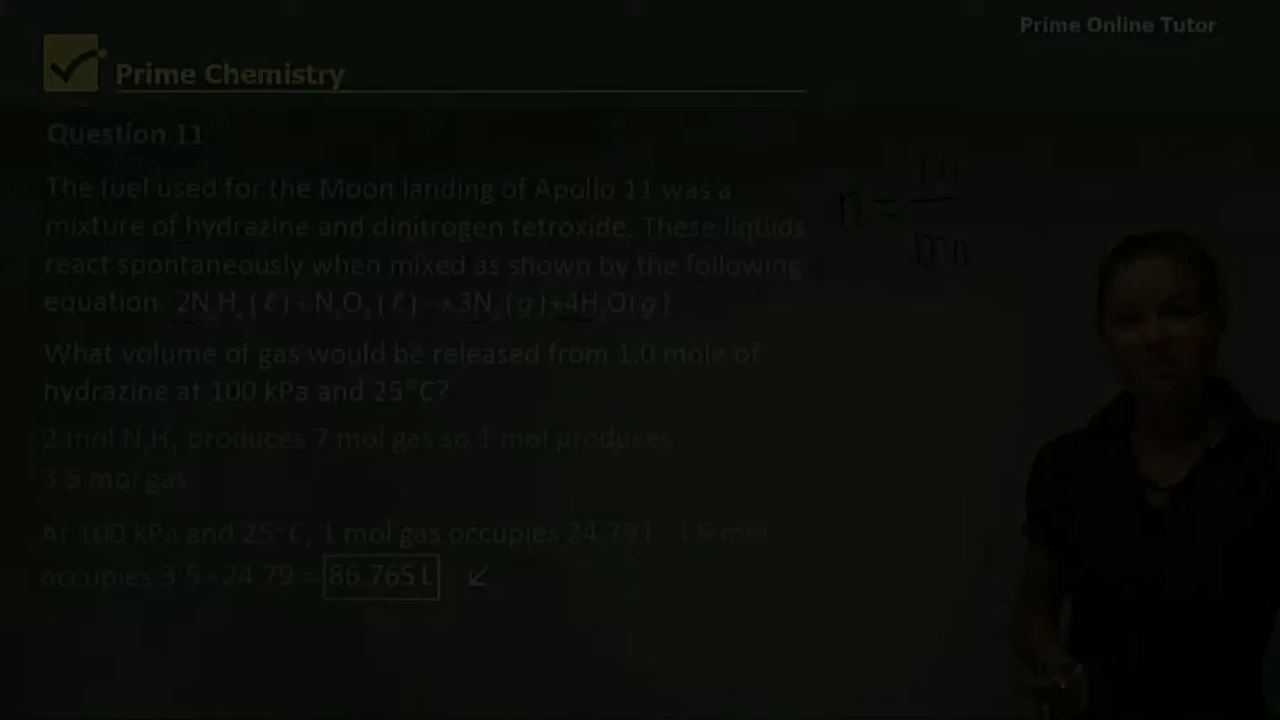 Prime Online Tutor
Prime Chemistry
Question 11
The fuel used for the Moon landing of Apollo 11 was a
mixture of hydrazine and dinitrogen tetroxide. These liquids
react spontaneously when mixed as shown by the following
equation. 2N₂H₄(ℓ)+N₂O₄(ℓ)→3N₂(g)+4H₂O(g)
n = m
mn
What volume of gas would be released from 1.0 mole of
hydrazine at 100 kPa and 25°C?
2 mol N₂H₄ produces 7 mol gas so 1 mol produces
3.5 mol gas
At 100 kPa and 25°C, 1 mol gas occupies 24.79 L mol
occupies 3.5 × 24.79 = 86.765 L